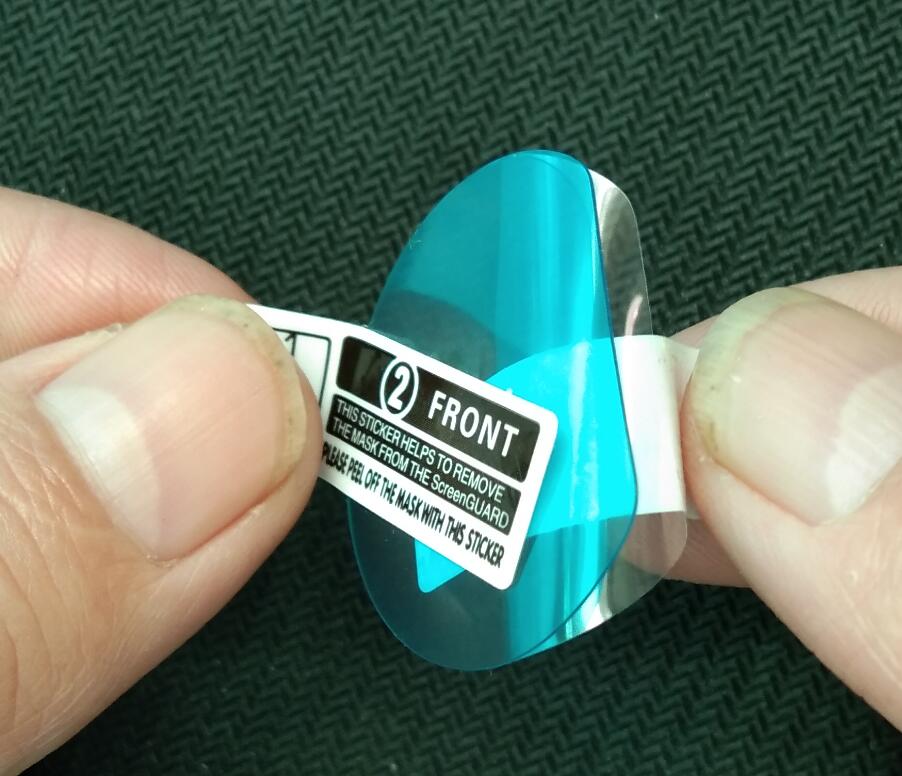 1
2 FRONT
THIS STICKER HELPS TO REMOVE
THE MASK FROM THE ScreenGUARD
PLEASE PEEL OFF THE MASK WITH THIS STICKER